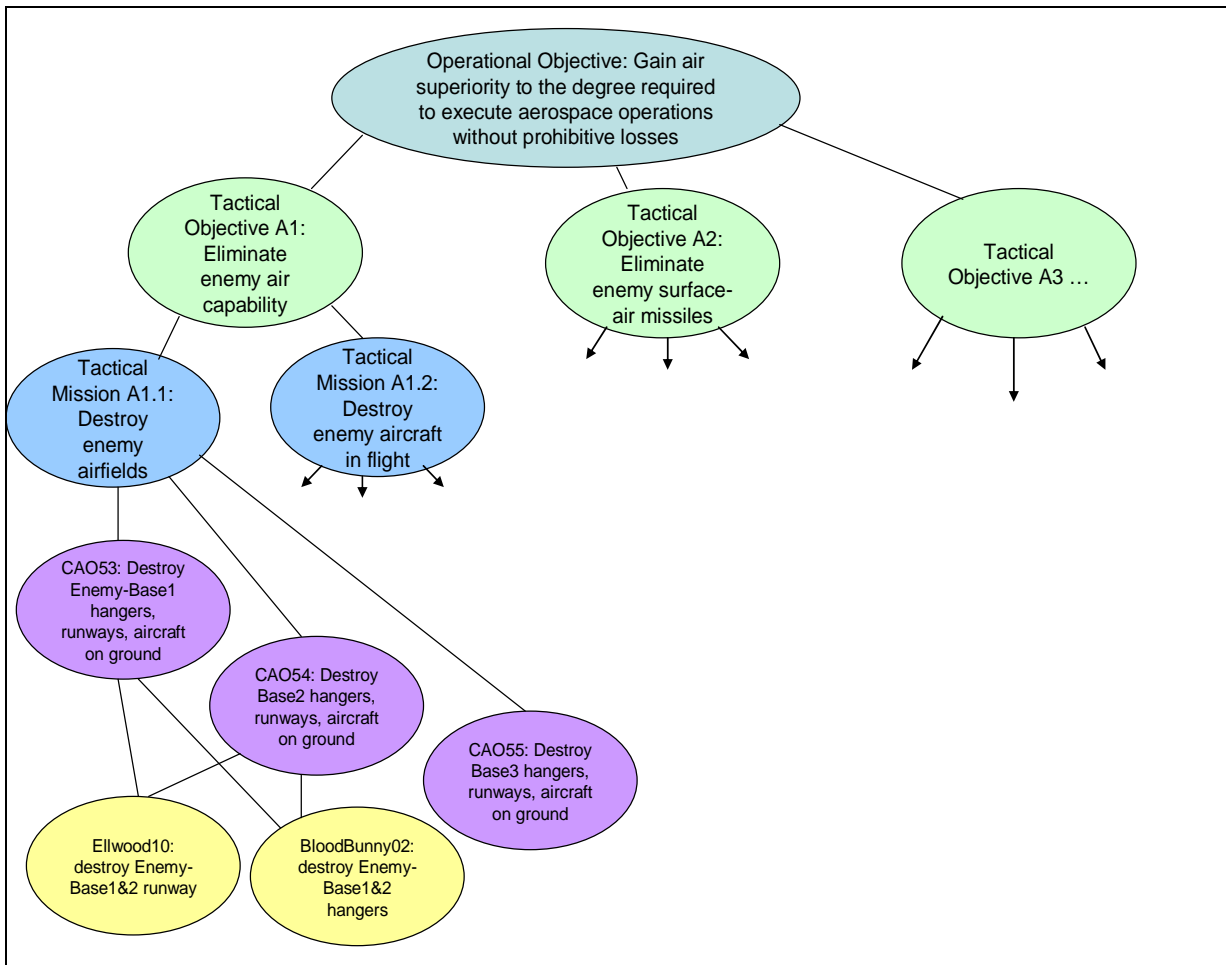 Operational Objective: Gain air
superiority to the degree required
to execute aerospace operations
without prohibitive losses
Tactical
Objective A1:
Eliminate
enemy air
capability
Tactical
Objective A2:
Eliminate
enemy surface-
air missiles
Tactical
Objective A3 …
Tactical
Mission A1.1:
Destroy
enemy
airfields
Tactical
Mission A1.2:
Destroy
enemy aircraft
in flight
CAO53: Destroy
Enemy-Base1
hangers,
runways, aircraft
on ground
CAO54: Destroy
Base2 hangers,
runways, aircraft
on ground
CAO55: Destroy
Base3 hangers,
runways, aircraft
on ground
Ellwood10:
destroy Enemy-
Base1&2 runway
BloodBunny02:
destroy Enemy-
Base1&2
hangers